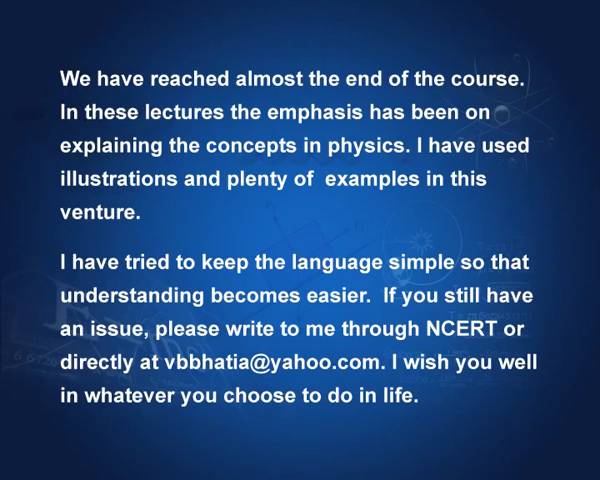 We have reached almost the end of the course.
In these lectures the emphasis has been on
explaining the concepts in physics. I have used
illustrations and plenty of examples in this
venture.
I have tried to keep the language simple so that
understanding becomes easier. If you still have
an issue, please write to me through NCERT or
directly at vbbhatia@yahoo.com. I wish you well
in whatever you choose to do in life.